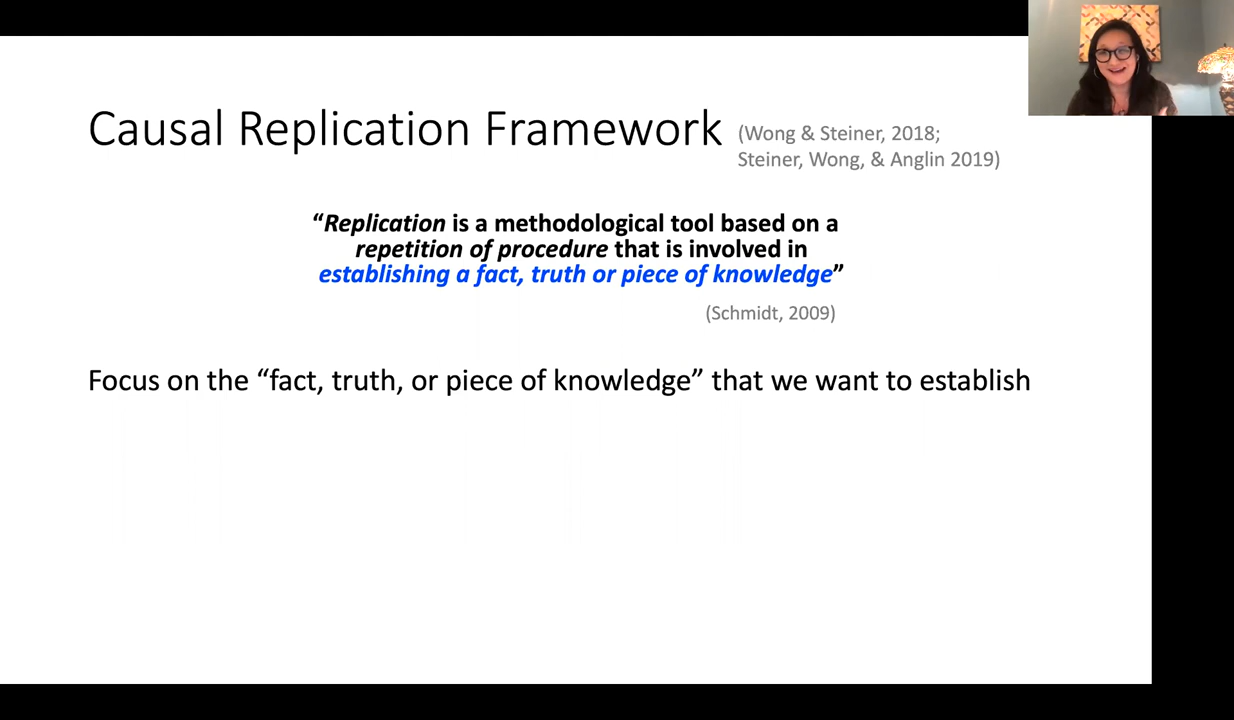 Causal Replication Framework (Wong & Steiner, 2018;
Steiner, Wong, & Anglin 2019)
“Replication is a methodological tool based on a
repetition of procedure that is involved in
establishing a fact, truth or piece of knowledge”
(Schmidt, 2009)
Focus on the “fact, truth, or piece of knowledge” that we want to establish